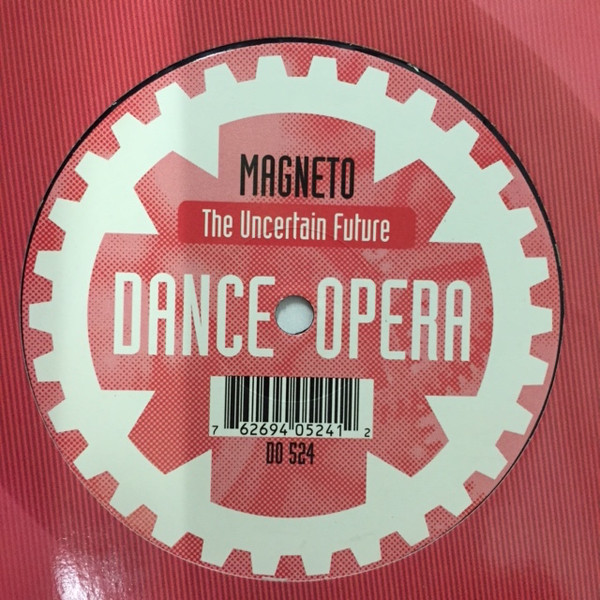 MAGNETO
The Uncertain Future
DANCE OPERA
7 62694 05241 2
DO 524